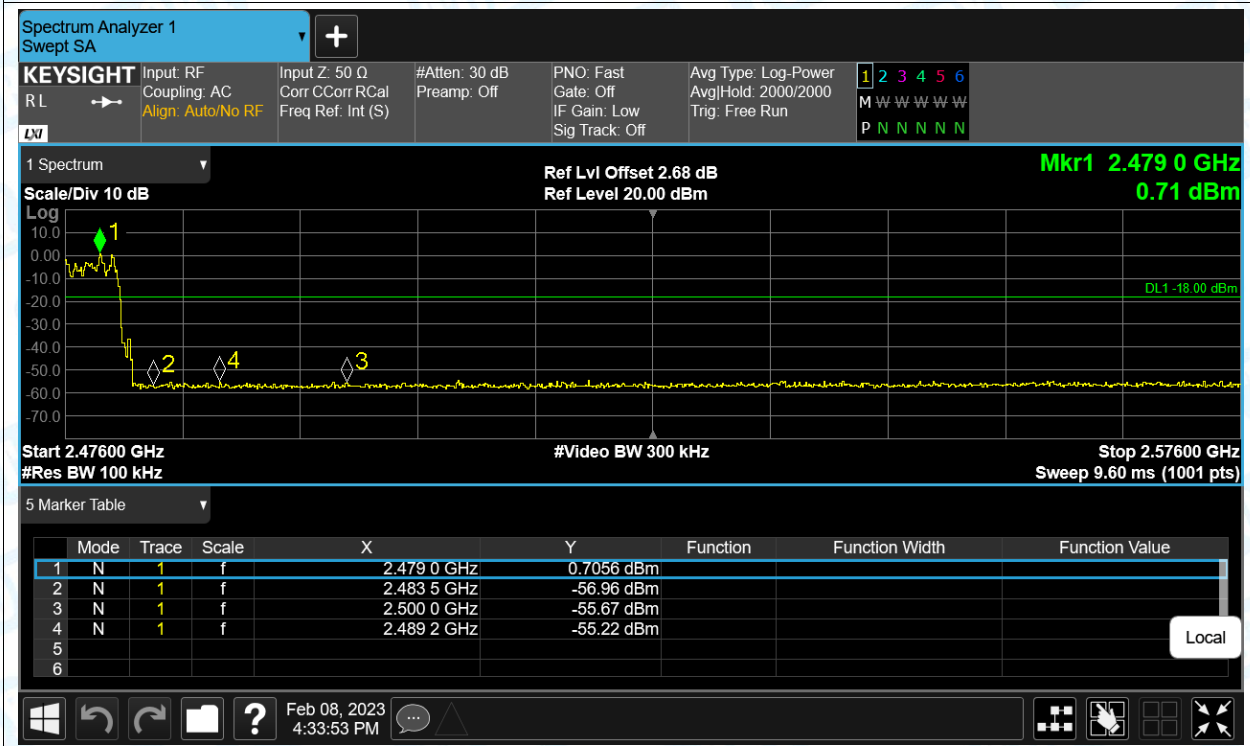 Spectrum Analyzer 1
Swept SA
KEYSIGHT
R L
LXI
Input: RF
Coupling: AC
Align: Auto/No RF
Input Z: 50 Ω
Corr CCorr RCal
Freq Ref: Int (S)
#Atten: 30 dB
Preamp: Off
PNO: Fast
Gate: Off
IF Gain: Low
Sig Track: Off
Avg Type: Log-Power
Avg|Hold: 2000/2000
Trig: Free Run
1 2 3 4 5 6
M W W W W W
P N N N N N
1 Spectrum
Ref Lvl Offset 2.68 dB
Mkr1 2.479 0 GHz
Scale/Div 10 dB
Ref Level 20.00 dBm
0.71 dBm
Log
10.0
0.00
-10.0
-20.0
-30.0
-40.0
-50.0
-60.0
-70.0
1
DL1 -18.00 dBm
2
4
3
Start 2.47600 GHz
#Video BW 300 kHz
Stop 2.57600 GHz
#Res BW 100 kHz
Sweep 9.60 ms (1001 pts)
5 Marker Table
Mode Trace Scale X Y Function Function Width Function Value
1 N 1 f 2.479 0 GHz 0.7056 dBm
2 N 1 f 2.483 5 GHz -56.96 dBm
3 N 1 f 2.500 0 GHz -55.67 dBm
4 N 1 f 2.489 2 GHz -55.22 dBm
5
6
Local
?
Feb 08, 2023
4:33:53 PM